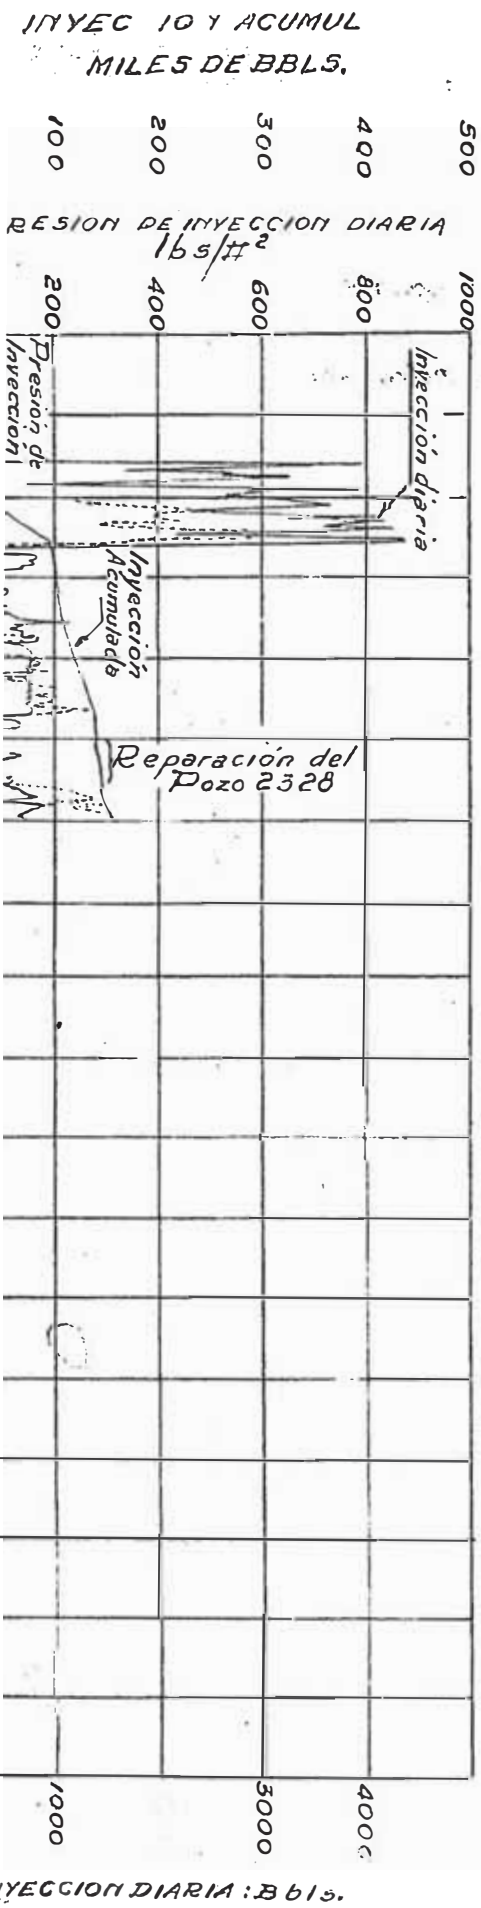 INYEC IO Y ACUMUL
MILES DE BBLS.
100 200 300 400 500
RESION DE INYECCION DIARIA
lbs/#²
200 400 600 800 1000
Presión de
Inyeccion
Inyección diaria
Inyección
Acumulada
Reparación del
Pozo 2328
1000 3000 4000
YECCION DIARIA: Bbls.